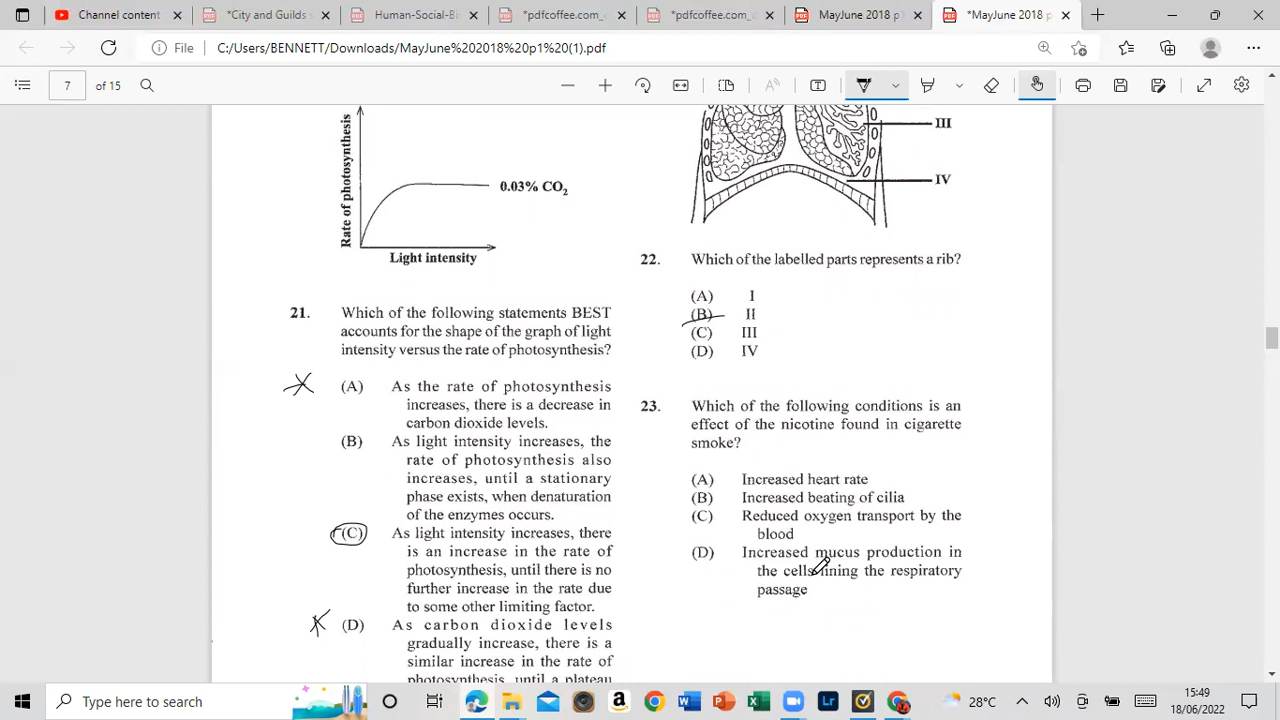 *City and Guilds
Human-Social-Bi
*pdfcoffee.com_c
*pdfcoffee.com_c
MayJune 2018 p1
*MayJune 2018 p
File
C:/Users/BENNETT/Downloads/MayJune%202018%20p1%20(1).pdf
7 of 15
Rate of photosynthesis
0.03% CO2
Light intensity
21. Which of the following statements BEST
accounts for the shape of the graph of light
intensity versus the rate of photosynthesis?
(A) As the rate of photosynthesis
increases, there is a decrease in
carbon dioxide levels.
(B) As light intensity increases, the
rate of photosynthesis also
increases, until a stationary
phase exists, when denaturation
of the enzymes occurs.
(C) As light intensity increases, there
is an increase in the rate of
photosynthesis, until there is no
further increase in the rate due
to some other limiting factor.
(D) As carbon dioxide levels
gradually increase, there is a
similar increase in the rate of
photosynthesis, until a plateau
III
IV
22. Which of the labelled parts represents a rib?
(A) I
(B) II
(C) III
(D) IV
23. Which of the following conditions is an
effect of the nicotine found in cigarette
smoke?
(A) Increased heart rate
(B) Increased beating of cilia
(C) Reduced oxygen transport by the
blood
(D) Increased mucus production in
the cells lining the respiratory
passage
Type here to search
28°C
15:49
18/06/2022